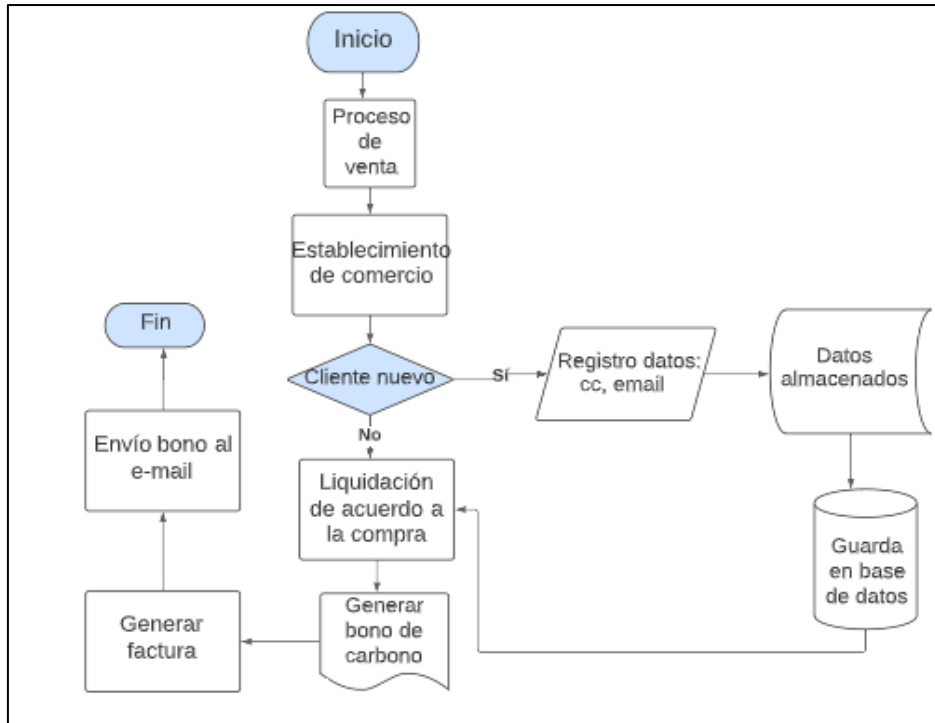 Inicio
Proceso
de
venta
Establecimiento
de comercio
Cliente nuevo
Sí
Registro datos:
cc, email
Datos
almacenados
Guarda
en base
de datos
No
Liquidación
de acuerdo a
la compra
Generar
bono de
carbono
Generar
factura
Envío bono al
e-mail
Fin